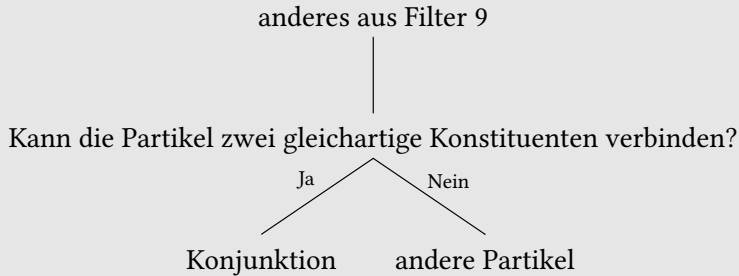 anderes aus Filter 9
Kann die Partikel zwei gleichartige Konstituenten verbinden?
Ja Nein
Konjunktion andere Partikel